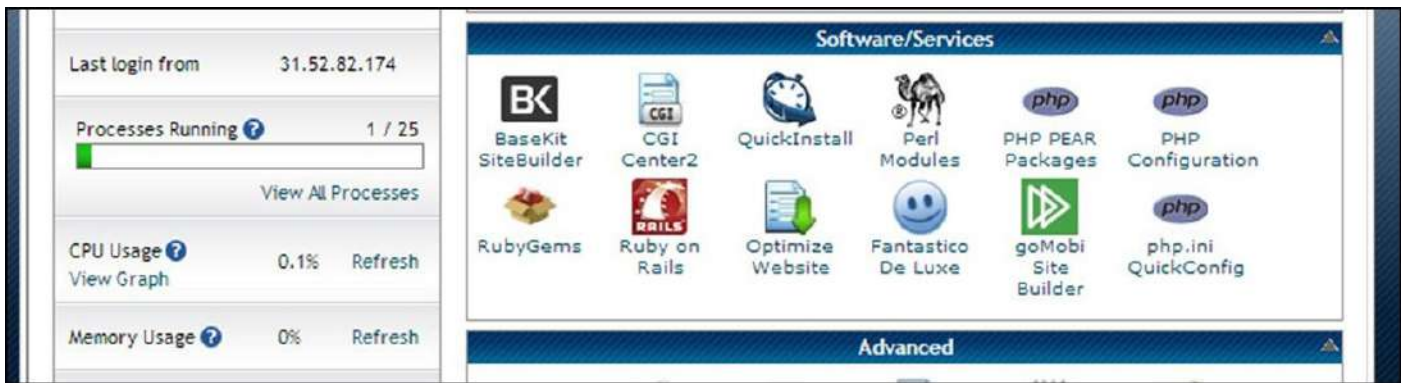 Last login from 31.52.82.174
Processes Running ? 1 / 25
View All Processes
CPU Usage ? 0.1% Refresh
View Graph
Memory Usage ? 0% Refresh
Software/Services
BK CGI ® php php
BaseKit CGI QuickInstall Perl PHP PEAR PHP
SiteBuilder Center2 Modules Packages Configuration
RAILS php
RubyGems Ruby on Optimize Fantastico goMobi php.ini
Rails Website De Luxe Site QuickConfig
Builder
Advanced